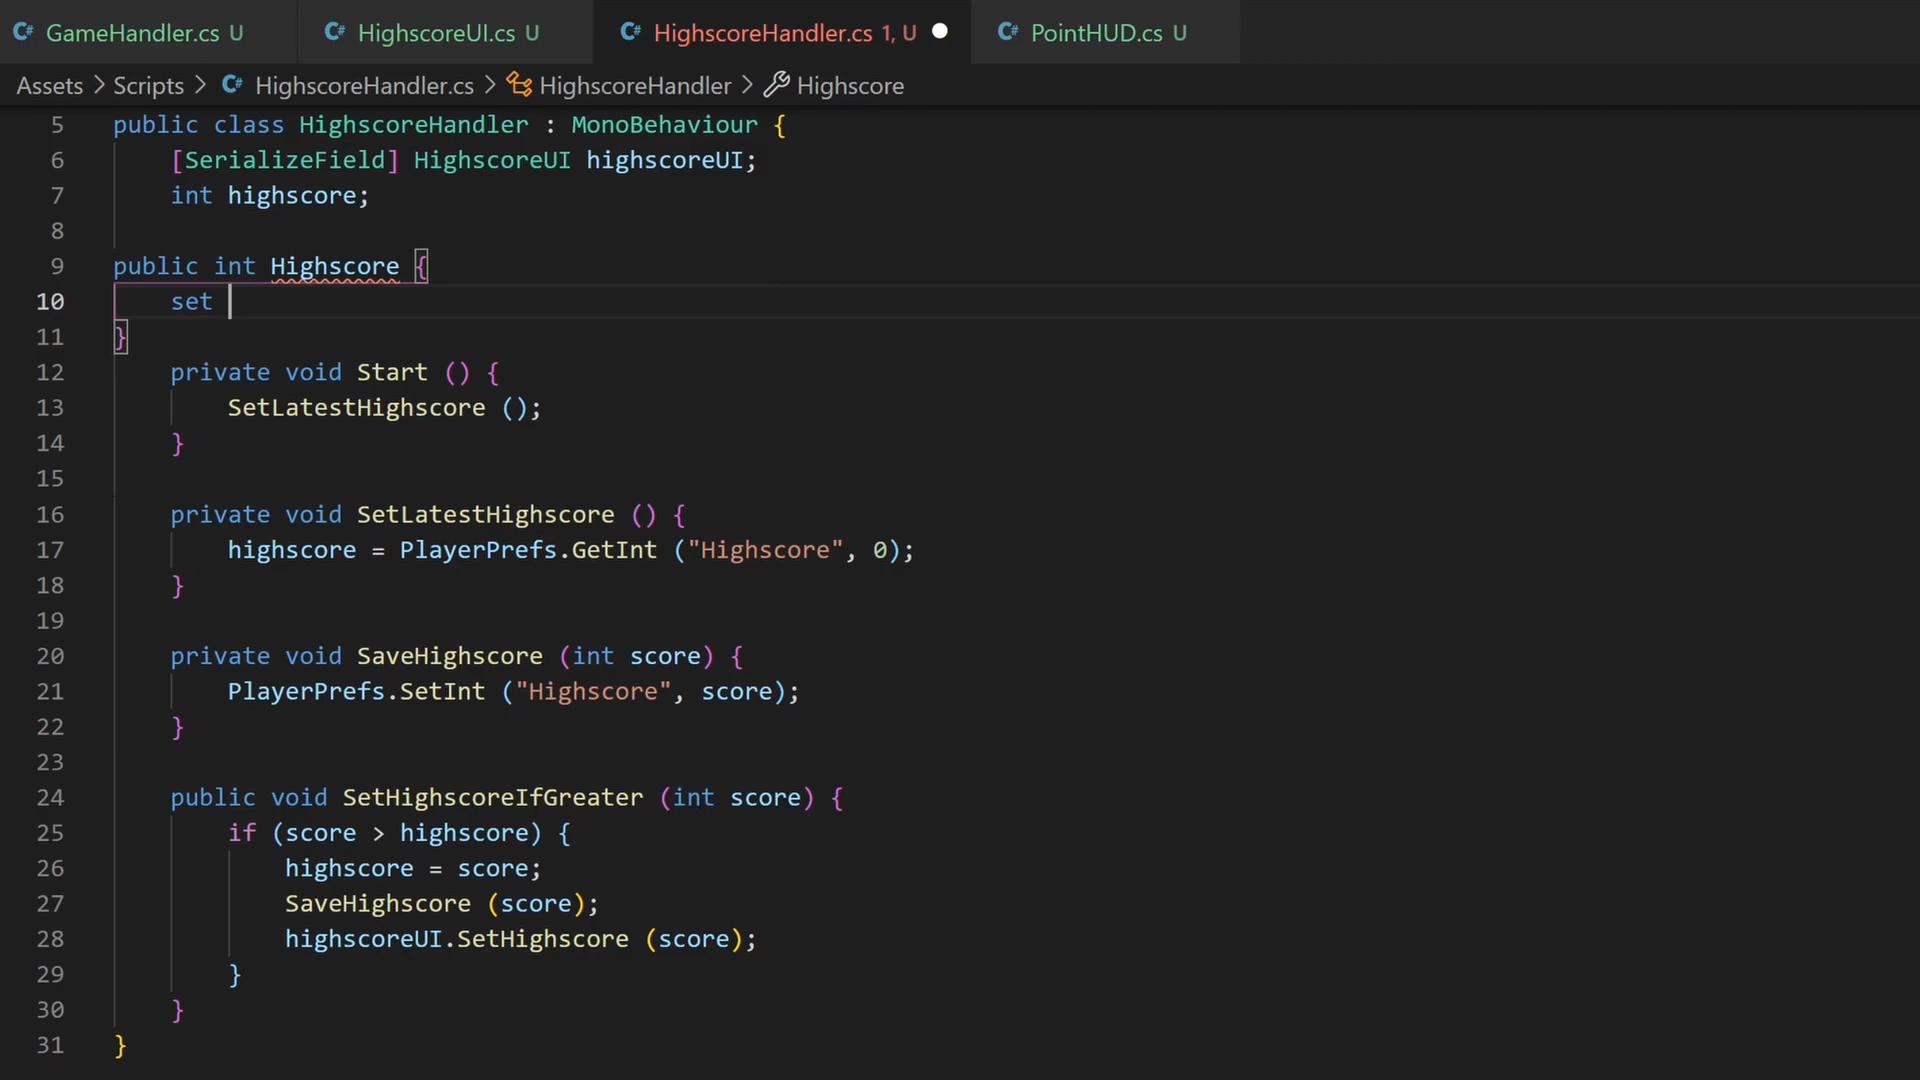 GameHandler.cs U HighscoreUI.cs U HighscoreHandler.cs 1, U PointHUD.cs U
Assets > Scripts > HighscoreHandler.cs > HighscoreHandler > Highscore
5 public class HighscoreHandler : MonoBehaviour {
6 [SerializeField] HighscoreUI highscoreUI;
7 int highscore;
8
9 public int Highscore {
10 set
11 }
12 private void Start () {
13 SetLatestHighscore ();
14 }
15
16 private void SetLatestHighscore () {
17 highscore = PlayerPrefs.GetInt ("Highscore", 0);
18 }
19
20 private void SaveHighscore (int score) {
21 PlayerPrefs.SetInt ("Highscore", score);
22 }
23
24 public void SetHighscoreIfGreater (int score) {
25 if (score > highscore) {
26 highscore = score;
27 SaveHighscore (score);
28 highscoreUI.SetHighscore (score);
29 }
30 }
31 }